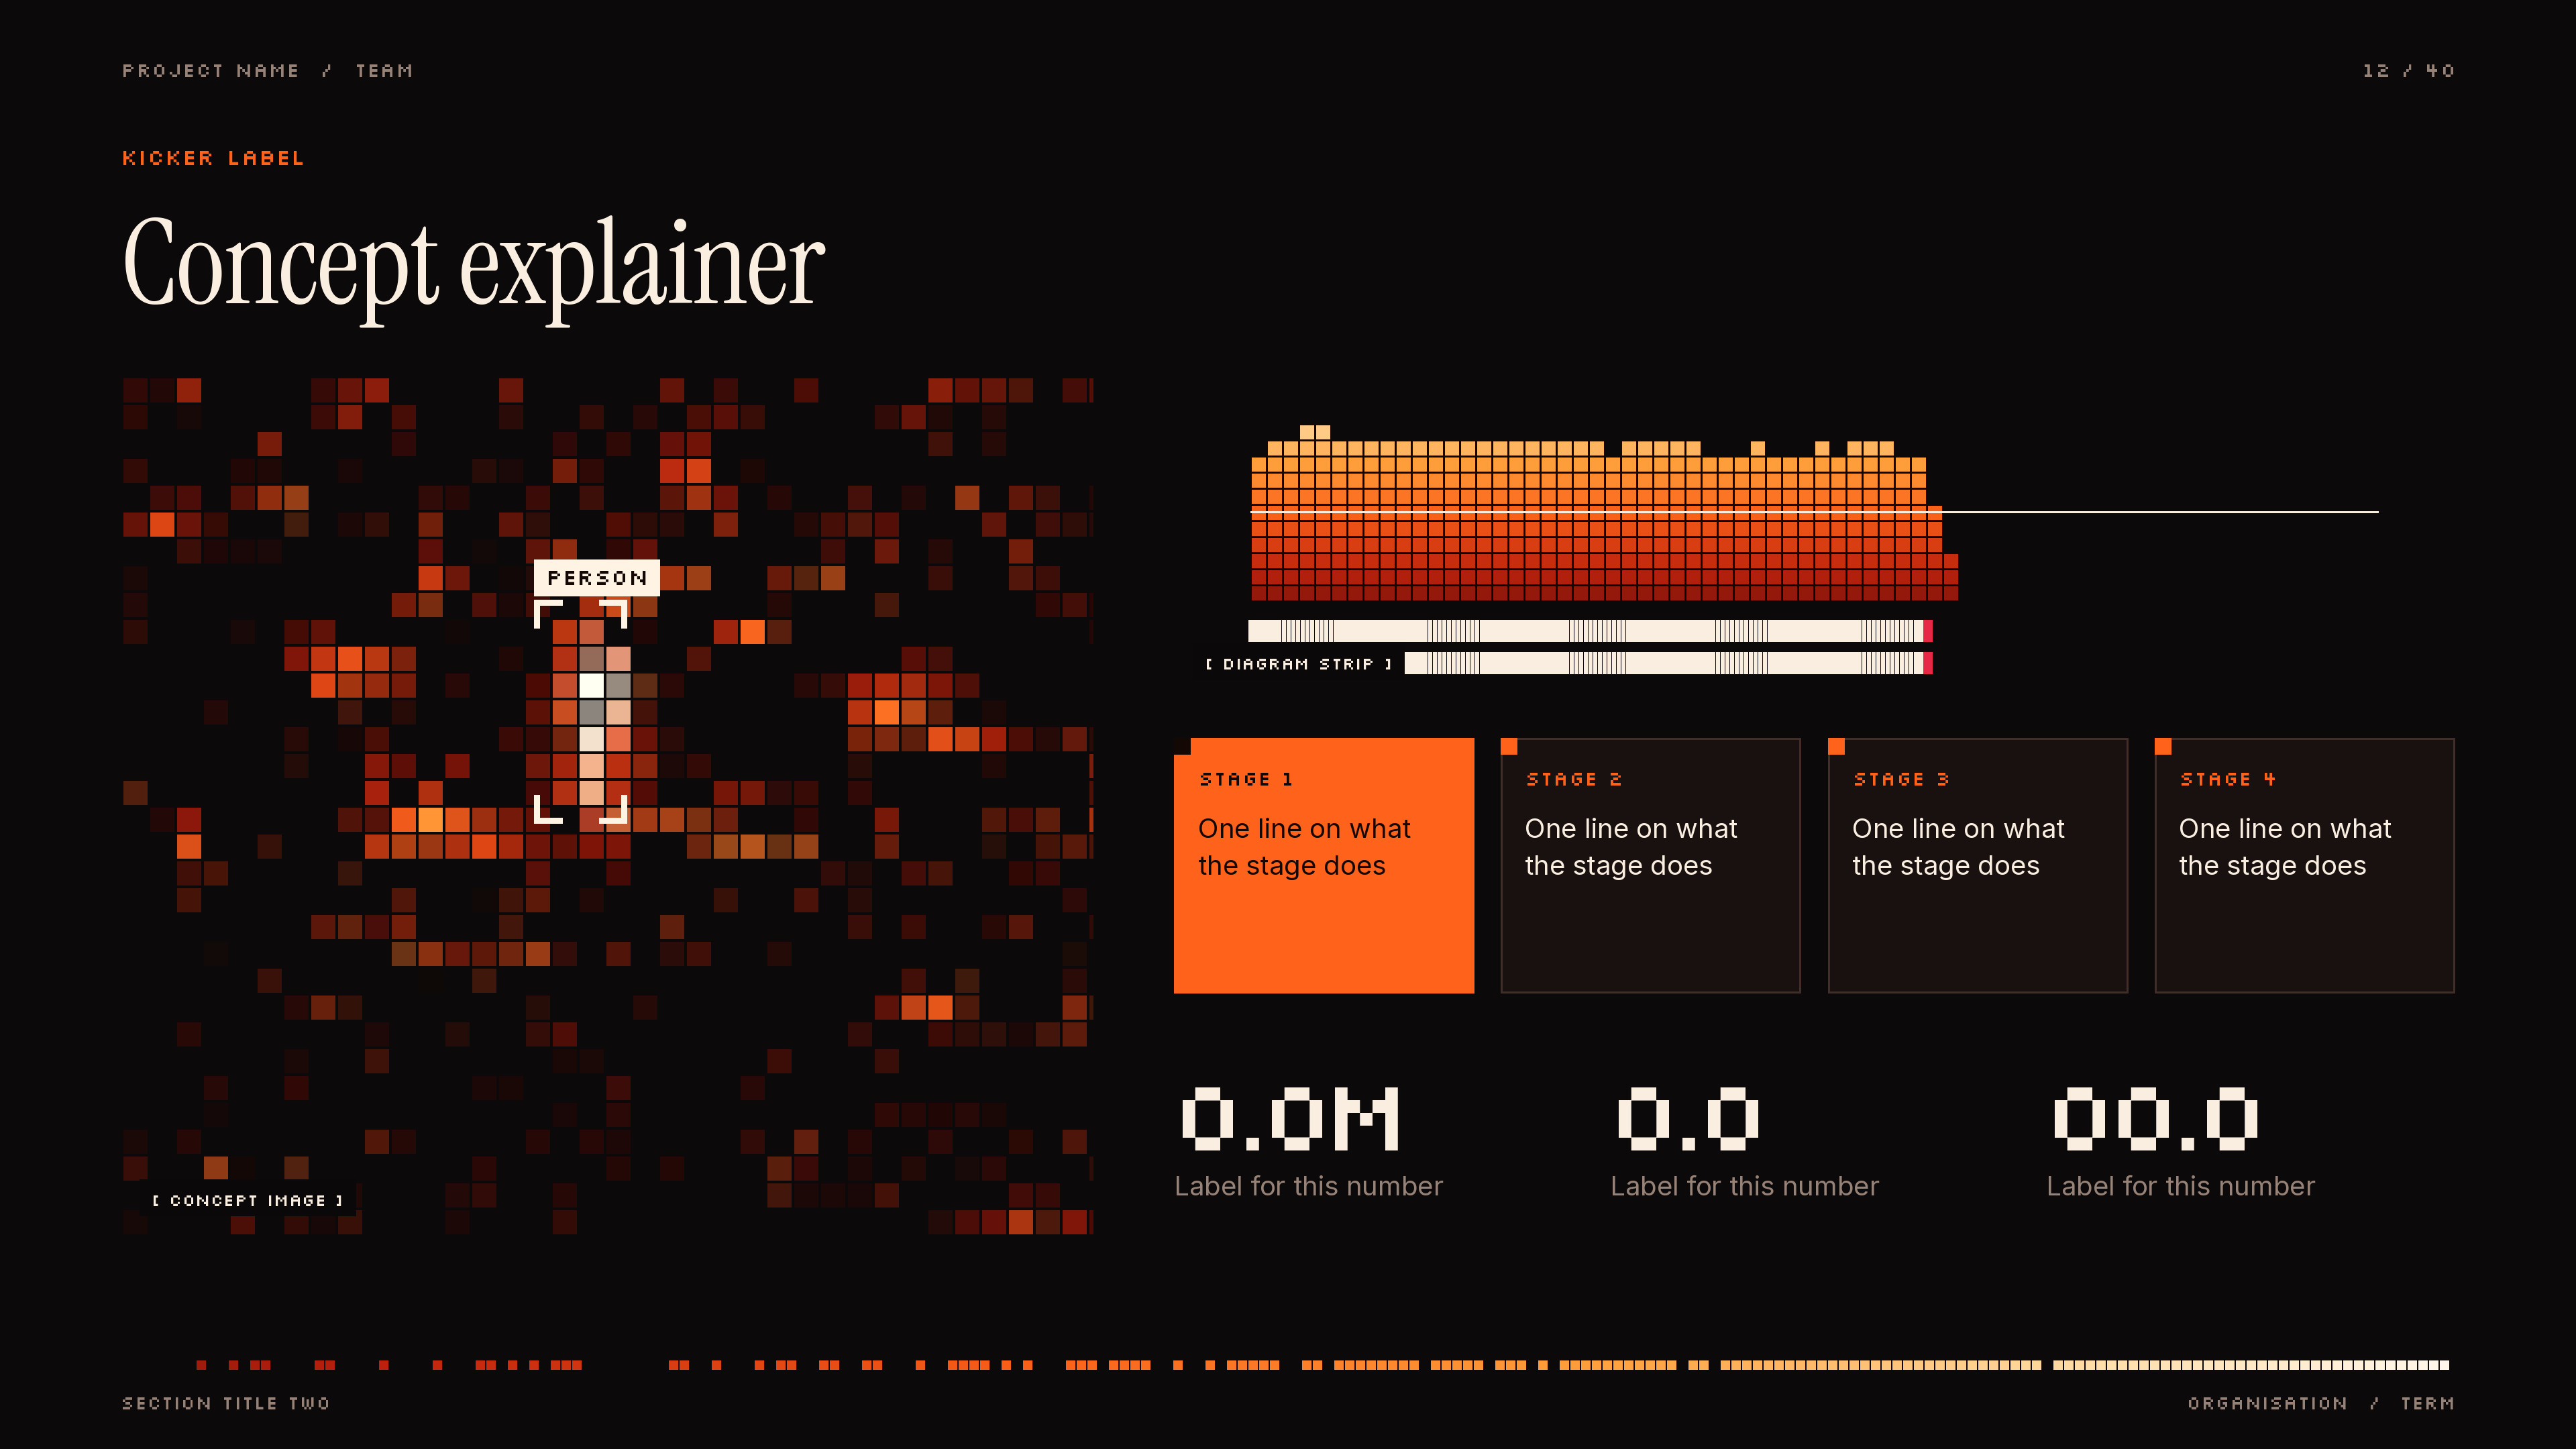 PROJECT NAME / TEAM
12 / 40
KICKER LABEL
Concept explainer
PERSON
[ CONCEPT IMAGE ]
[ DIAGRAM STRIP ]
STAGE 1
One line on what
the stage does
STAGE 2
One line on what
the stage does
STAGE 3
One line on what
the stage does
STAGE 4
One line on what
the stage does
0.0M
Label for this number
0.0
Label for this number
00.0
Label for this number
SECTION TITLE TWO
ORGANISATION / TERM